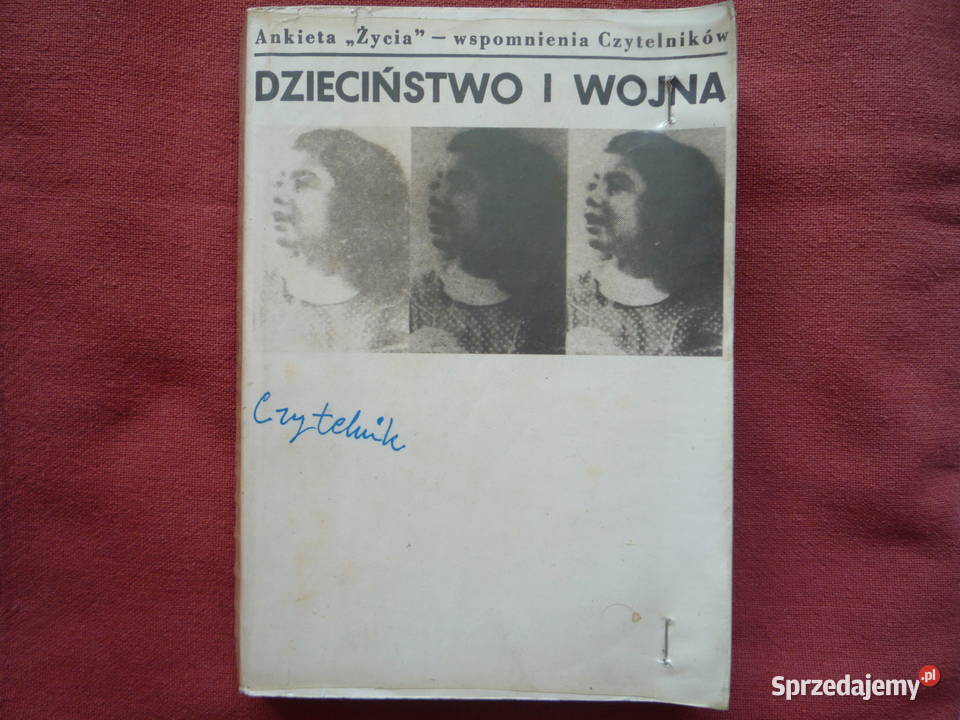 Ankieta „Życia” – wspomnienia Czytelników
DZIECIŃSTWO I WOJNA
Czytelnik
Sprzedajemy.pl